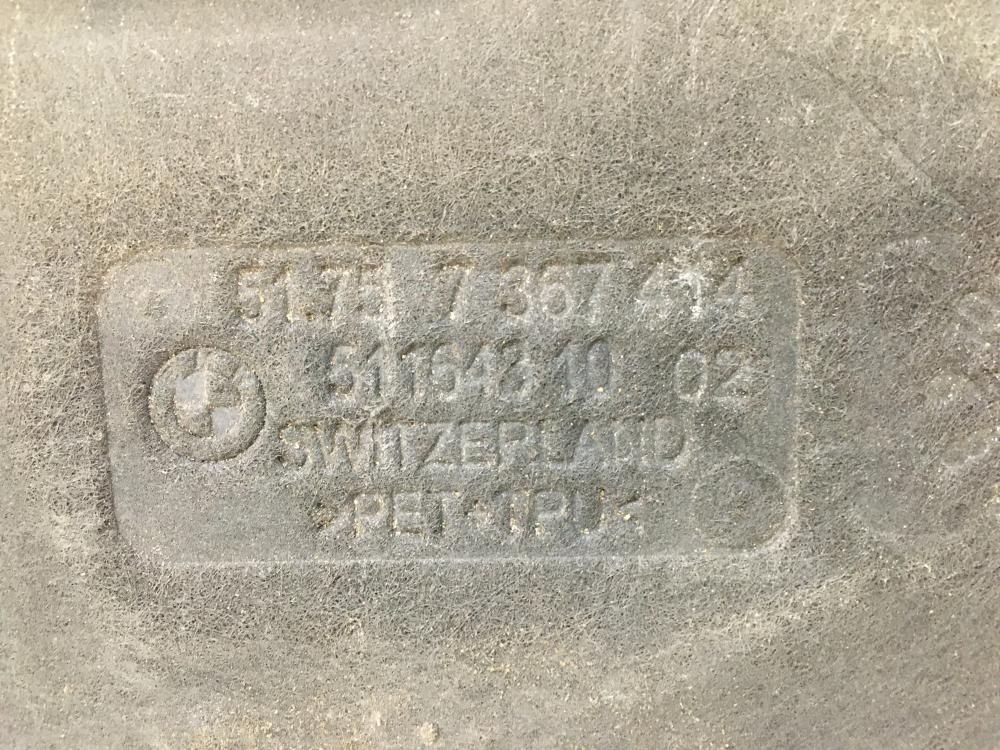 51.75 7 367 414
511643 10 02
SWITZERLAND
>PET+TPU<